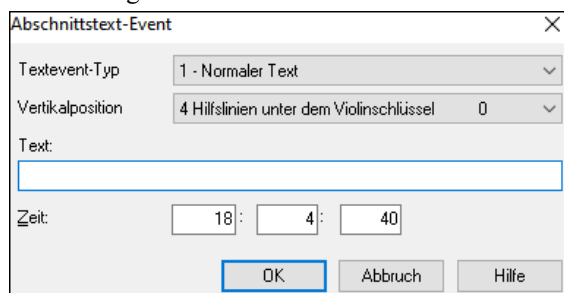 Abschnittstext-Event
Textevent-Typ 1 - Normaler Text
Vertikalposition 4 Hilfslinien unter dem Violinschlüssel 0
Text:
Zeit: 18 : 4 : 40
OK Abbruch Hilfe